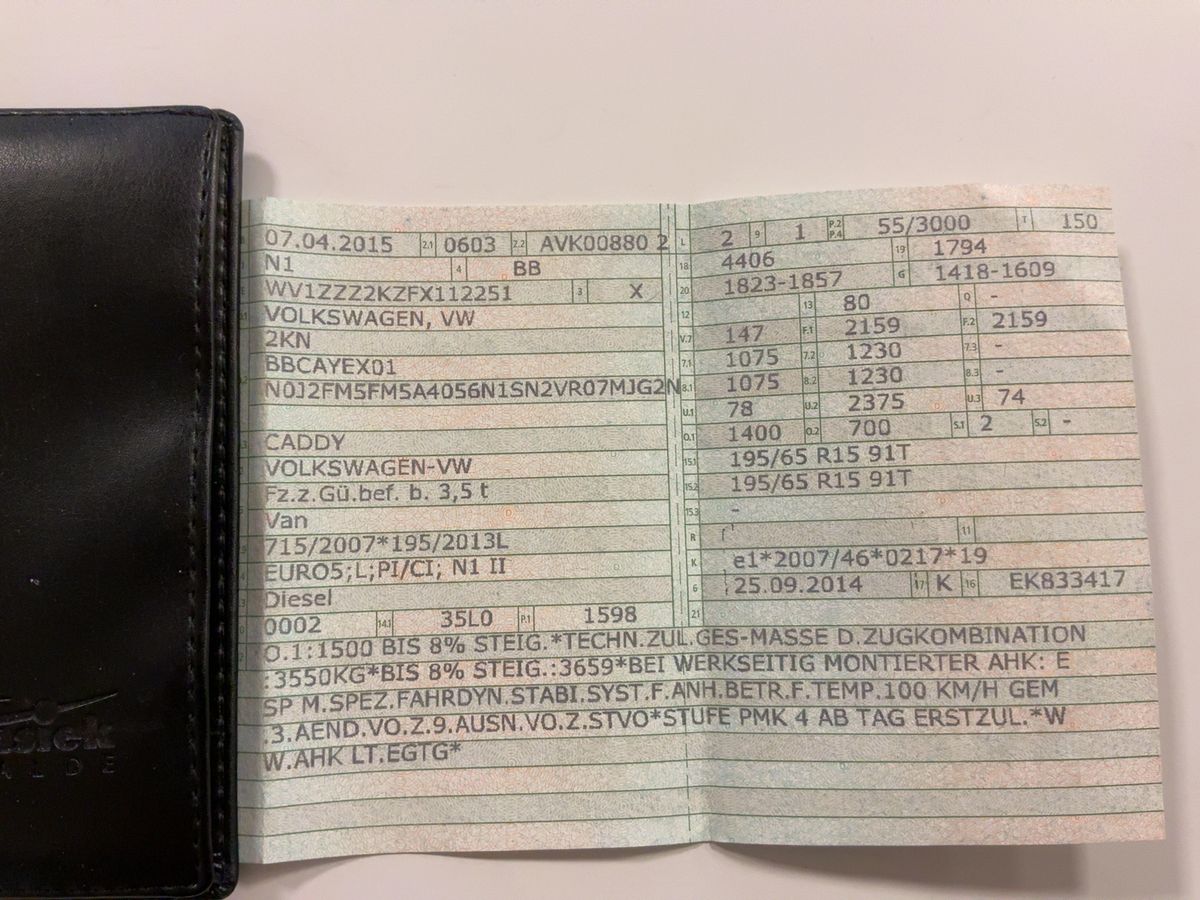 07.04.2015 2.1 0603 2.2 AVK00880 2
N1 4 BB
WV1ZZZ2KZFX112251 3 X
VOLKSWAGEN, VW
2KN
BBCAYEX01
N0J2FM5FM5A4056N1SN2VR07MJG2N
CADDY
VOLKSWAGEN-VW
Fz.z.Gü.bef. b. 3,5 t
Van
715/2007*195/2013L
EURO5;L;PI/CI; N1 II
Diesel
0002 14.1 35L0 P.1 1598
L 2 9 1 P.2 P.4 55/3000 T 150
18 4406 19 1794
20 1823-1857 G 1418-1609
12 13 80 Q -
V.7 147 F.1 2159 F.2 2159
7.1 1075 7.2 1230 7.3 -
8.1 1075 8.2 1230 8.3 -
U.1 78 U.2 2375 U.3 74
O.1 1400 O.2 700 S.1 2 S.2 -
15.1 195/65 R15 91T
15.2 195/65 R15 91T
15.3 -
R 11
K e1*2007/46*0217*19
6 25.09.2014 17 K 16 EK833417
21
O.1:1500 BIS 8% STEIG.*TECHN.ZUL.GES-MASSE D.ZUGKOMBINATION
.3550KG*BIS 8% STEIG.:3659*BEI WERKSEITIG MONTIERTER AHK: E
SP M.SPEZ.FAHRDYN.STABI.SYST.F.ANH.BETR.F.TEMP.100 KM/H GEM
.3.AEND.VO.Z.9.AUSN.VO.Z.STVO*STUFE PMK 4 AB TAG ERSTZUL.*W
W.AHK LT.EGTG*